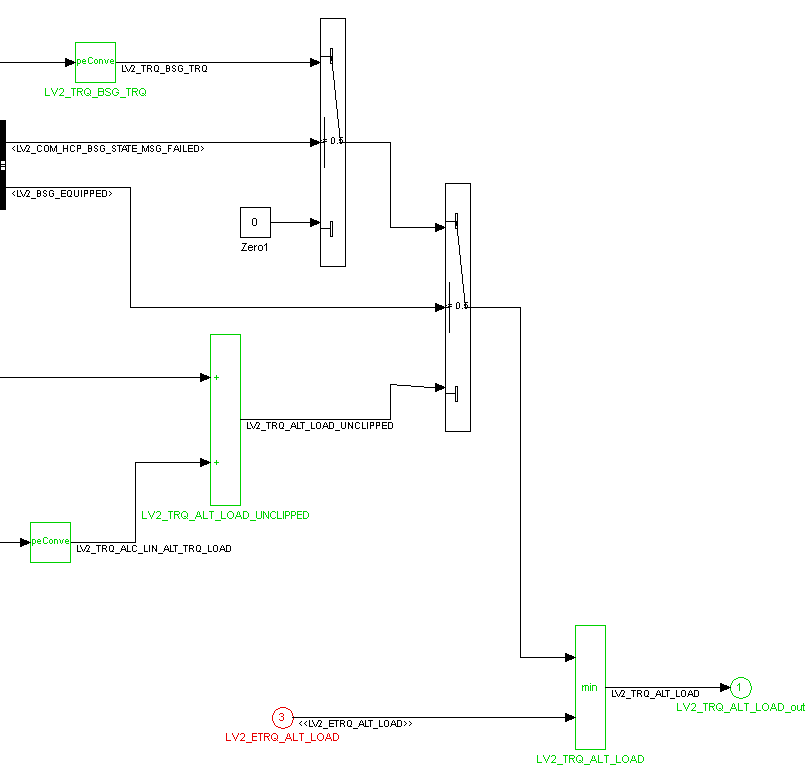 peConve
LV2_TRQ_BSG_TRQ
LV2_TRQ_BSG_TRQ
<LV2_COM_HCP_BSG_STATE_MSG_FAILED>
= 0.5
<LV2_BSG_EQUIPPED>
0
Zero1
= 0.5
+
LV2_TRQ_ALT_LOAD_UNCLIPPED
+
LV2_TRQ_ALT_LOAD_UNCLIPPED
peConve
LV2_TRQ_ALC_LIN_ALT_TRQ_LOAD
min
LV2_TRQ_ALT_LOAD
1
LV2_TRQ_ALT_LOAD_out
3
<<LV2_ETRQ_ALT_LOAD>>
LV2_ETRQ_ALT_LOAD
LV2_TRQ_ALT_LOAD